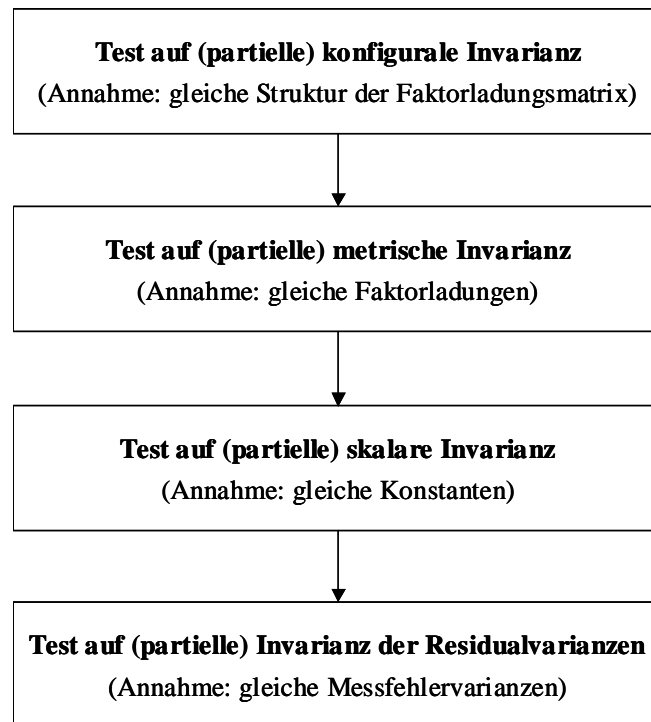 Test auf (partielle) konfigurale Invarianz
(Annahme: gleiche Struktur der Faktorladungsmatrix)
Test auf (partielle) metrische Invarianz
(Annahme: gleiche Faktorladungen)
Test auf (partielle) skalare Invarianz
(Annahme: gleiche Konstanten)
Test auf (partielle) Invarianz der Residualvarianzen
(Annahme: gleiche Messfehlervarianzen)